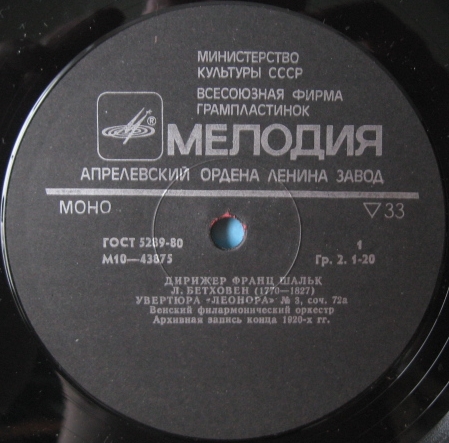 МИНИСТЕРСТВО
КУЛЬТУРЫ СССР
ВСЕСОЮЗНАЯ ФИРМА
ГРАМПЛАСТИНОК
® МЕЛОДИЯ
АПРЕЛЕВСКИЙ ОРДЕНА ЛЕНИНА ЗАВОД
МОНО ▽33
ГОСТ 5289-80 1
М10—43875 Гр. 2. 1-20
ДИРИЖЕР ФРАНЦ ШАЛЬК
Л. БЕТХОВЕН (1770—1827)
УВЕРТЮРА «ЛЕОНОРА» № 3, соч. 72а
Венский филармонический оркестр
Архивная запись конца 1920-х гг.